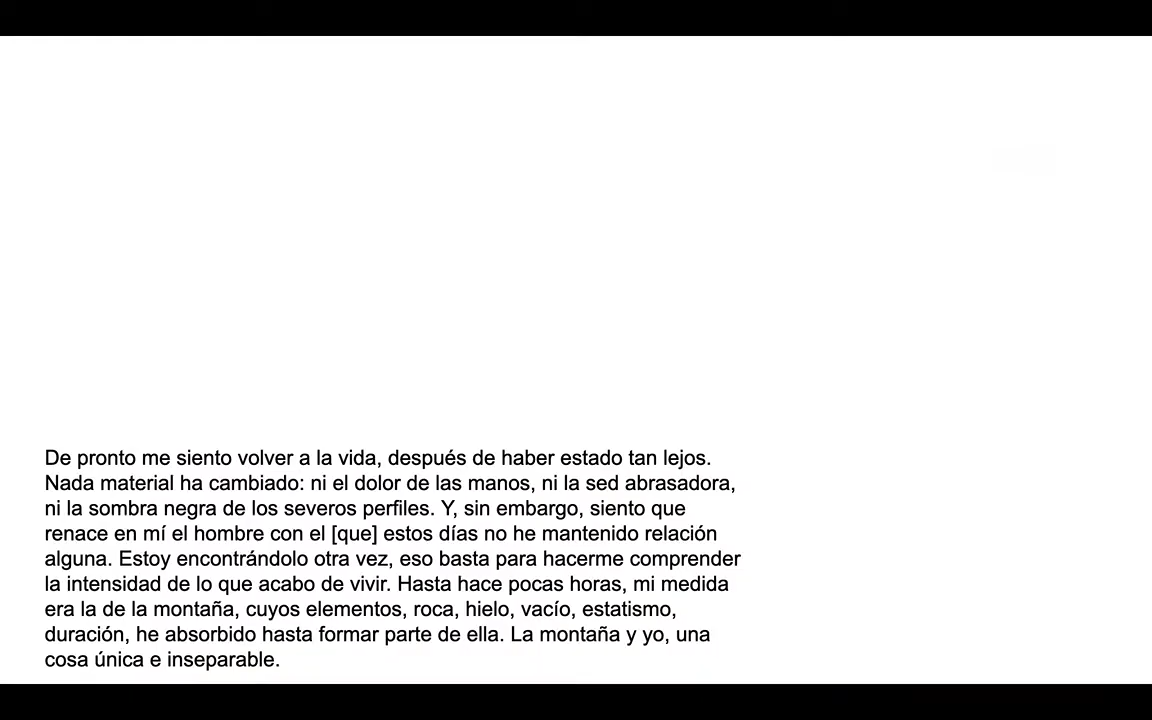 De pronto me siento volver a la vida, después de haber estado tan lejos.
Nada material ha cambiado: ni el dolor de las manos, ni la sed abrasadora,
ni la sombra negra de los severos perfiles. Y, sin embargo, siento que
renace en mí el hombre con el [que] estos días no he mantenido relación
alguna. Estoy encontrándolo otra vez, eso basta para hacerme comprender
la intensidad de lo que acabo de vivir. Hasta hace pocas horas, mi medida
era la de la montaña, cuyos elementos, roca, hielo, vacío, estatismo,
duración, he absorbido hasta formar parte de ella. La montaña y yo, una
cosa única e inseparable.